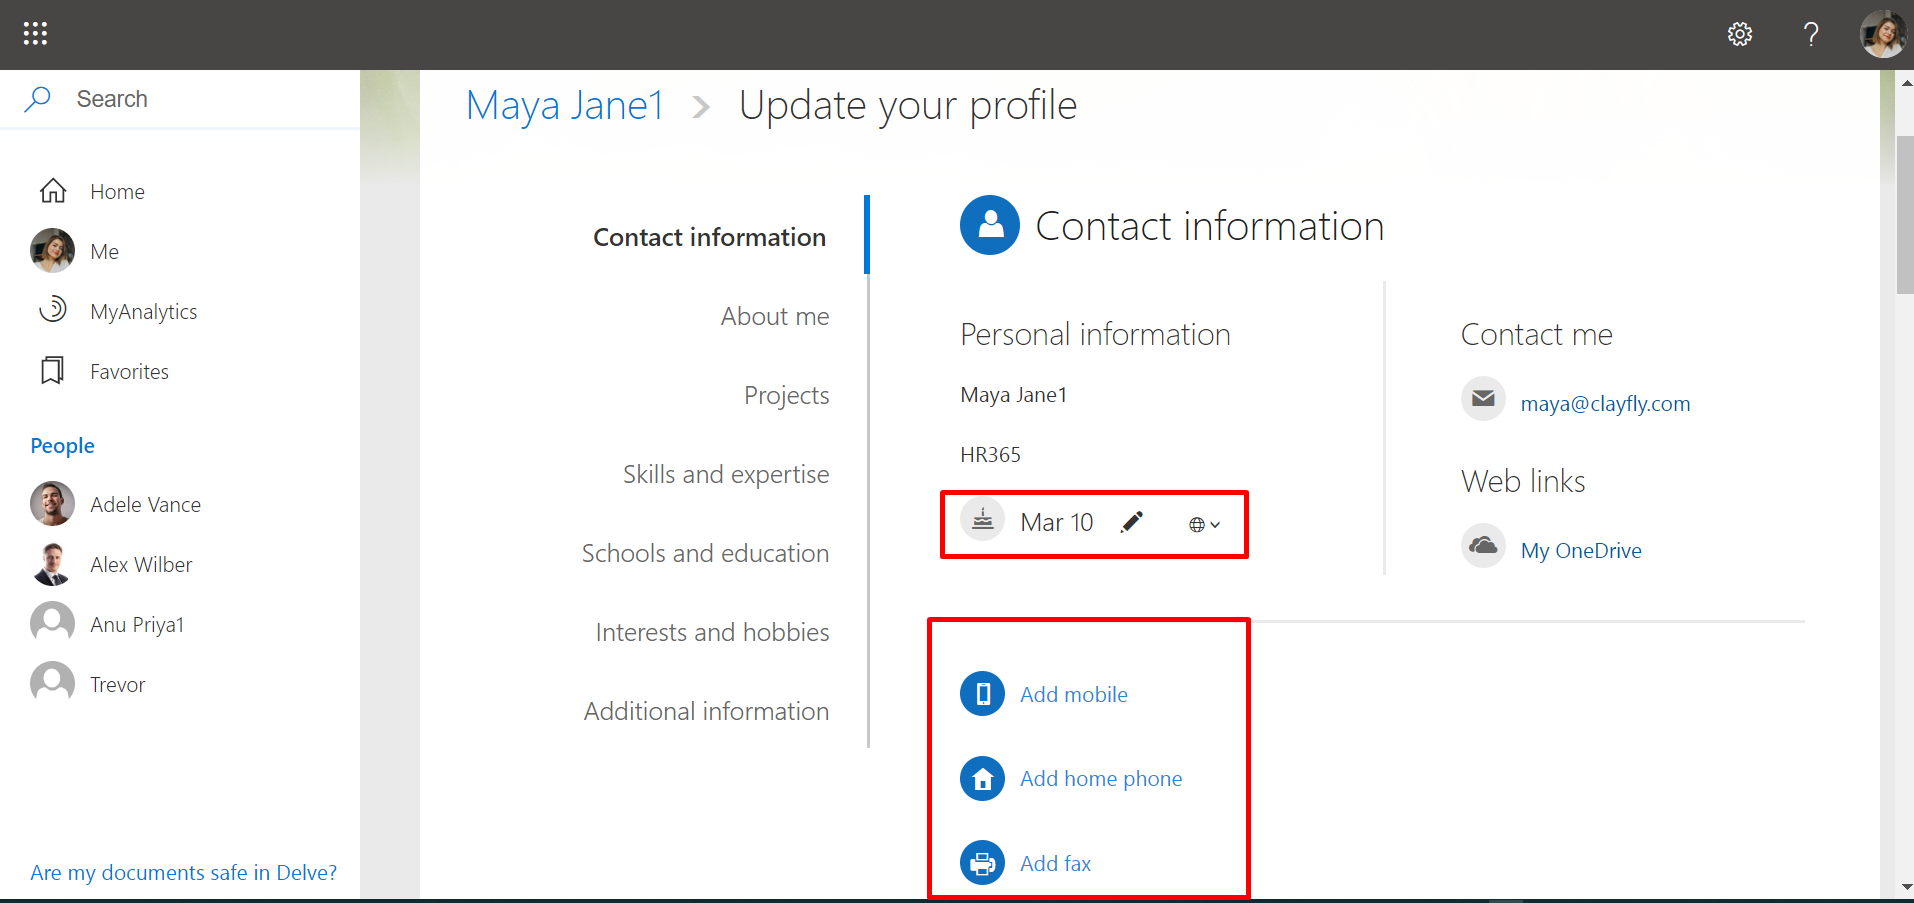 Search
Home
Me
MyAnalytics
Favorites
People
Adele Vance
Alex Wilber
Anu Priya1
Trevor
Are my documents safe in Delve?
Maya Jane1 > Update your profile
Contact information
About me
Projects
Skills and expertise
Schools and education
Interests and hobbies
Additional information
Contact information
Personal information
Maya Jane1
HR365
Mar 10
Contact me
maya@clayfly.com
Web links
My OneDrive
Add mobile
Add home phone
Add fax